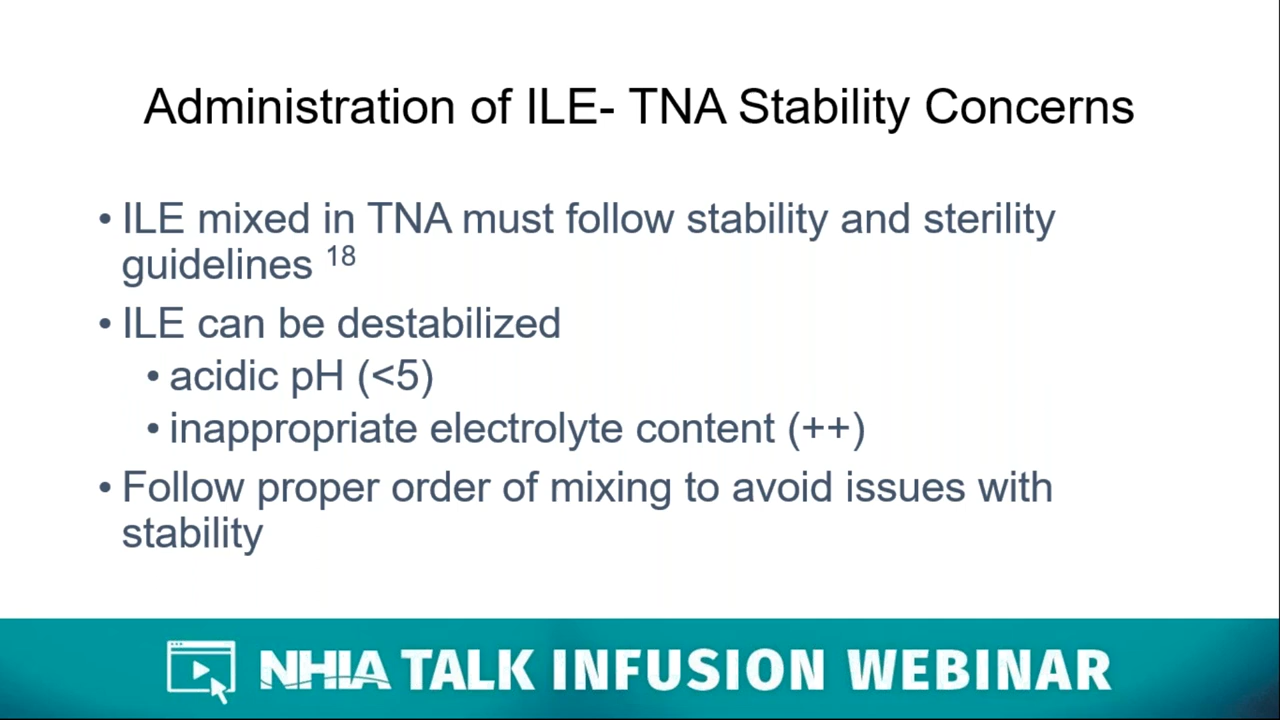 Administration of ILE- TNA Stability Concerns
• ILE mixed in TNA must follow stability and sterility
guidelines 18
• ILE can be destabilized
• acidic pH (<5)
• inappropriate electrolyte content (++)
• Follow proper order of mixing to avoid issues with
stability
NHIA TALK INFUSION WEBINAR